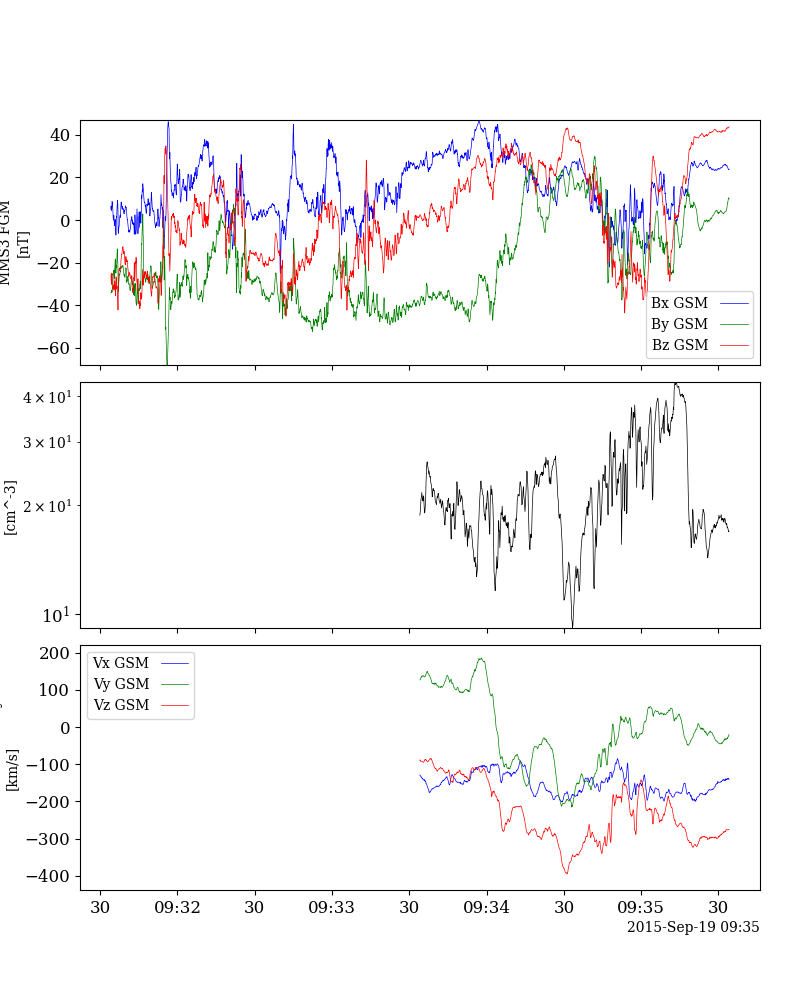 40
20
0
−20
−40
−60
MMS3 FGM
[nT]
Bx GSM
By GSM
Bz GSM
4 × 10¹
3 × 10¹
2 × 10¹
10¹
[cm^-3]
200
100
0
−100
−200
−300
−400
[km/s]
Vx GSM
Vy GSM
Vz GSM
30 09:32 30 09:33 30 09:34 30 09:35 30
2015-Sep-19 09:35